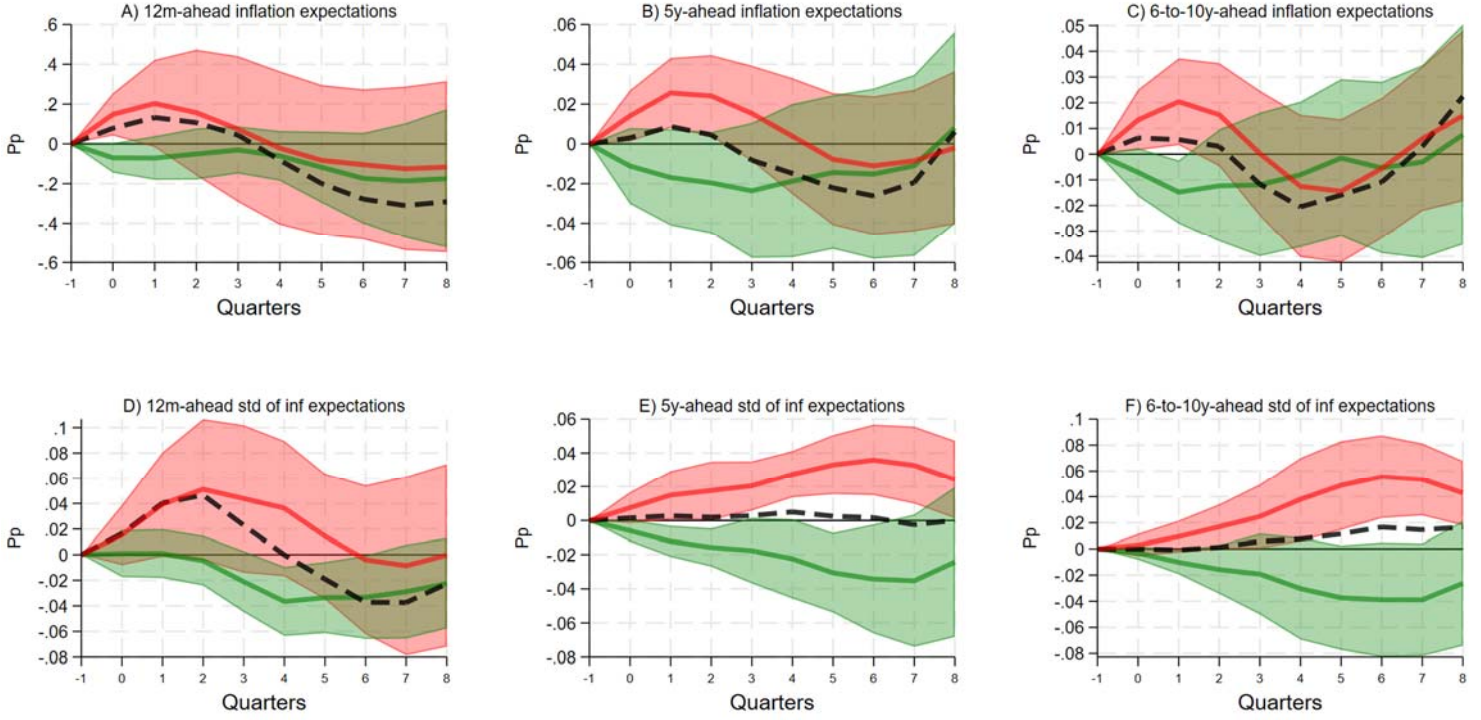 A) 12m-ahead inflation expectations
Pp
.6
.4
.2
0
-.2
-.4
-.6
-1 0 1 2 3 4 5 6 7 8
Quarters
B) 5y-ahead inflation expectations
Pp
.06
.04
.02
0
-.02
-.04
-.06
-1 0 1 2 3 4 5 6 7 8
Quarters
C) 6-to-10y-ahead inflation expectations
Pp
.05
.04
.03
.02
.01
0
-.01
-.02
-.03
-.04
-1 0 1 2 3 4 5 6 7 8
Quarters
D) 12m-ahead std of inf expectations
Pp
.1
.08
.06
.04
.02
0
-.02
-.04
-.06
-.08
-1 0 1 2 3 4 5 6 7 8
Quarters
E) 5y-ahead std of inf expectations
Pp
.06
.04
.02
0
-.02
-.04
-.06
-.08
-1 0 1 2 3 4 5 6 7 8
Quarters
F) 6-to-10y-ahead std of inf expectations
Pp
.1
.08
.06
.04
.02
0
-.02
-.04
-.06
-.08
-1 0 1 2 3 4 5 6 7 8
Quarters